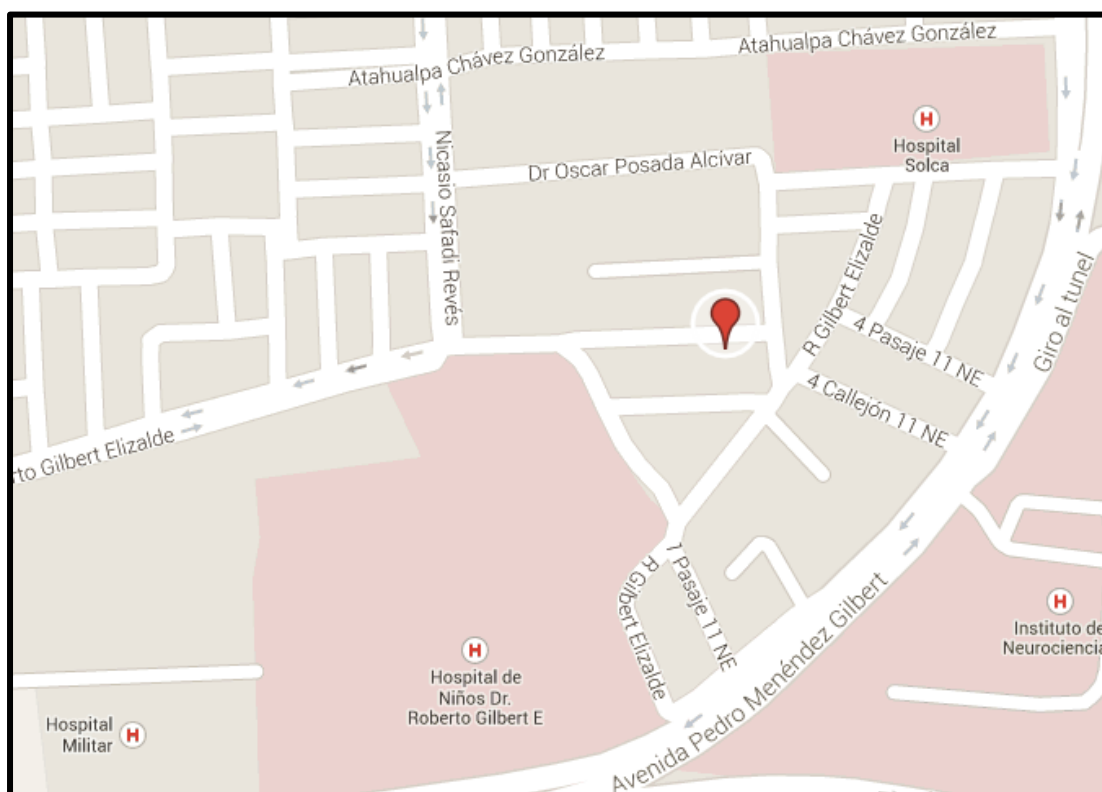 Atahualpa Chávez González
Atahualpa Chávez González
H
Hospital
Solca
Nicasio Safadi Revés
Dr Oscar Posada Alcívar
R Gilbert Elizalde
Giro al tunel
4 Pasaje 11 NE
4 Callejón 11 NE
rto Gilbert Elizalde
1 Pasaje 11 NE
R Gilbert Elizalde
Avenida Pedro Menéndez Gilbert
H
Instituto de
Neurociencia
H
Hospital de
Niños Dr.
Roberto Gilbert E
Hospital
Militar
H